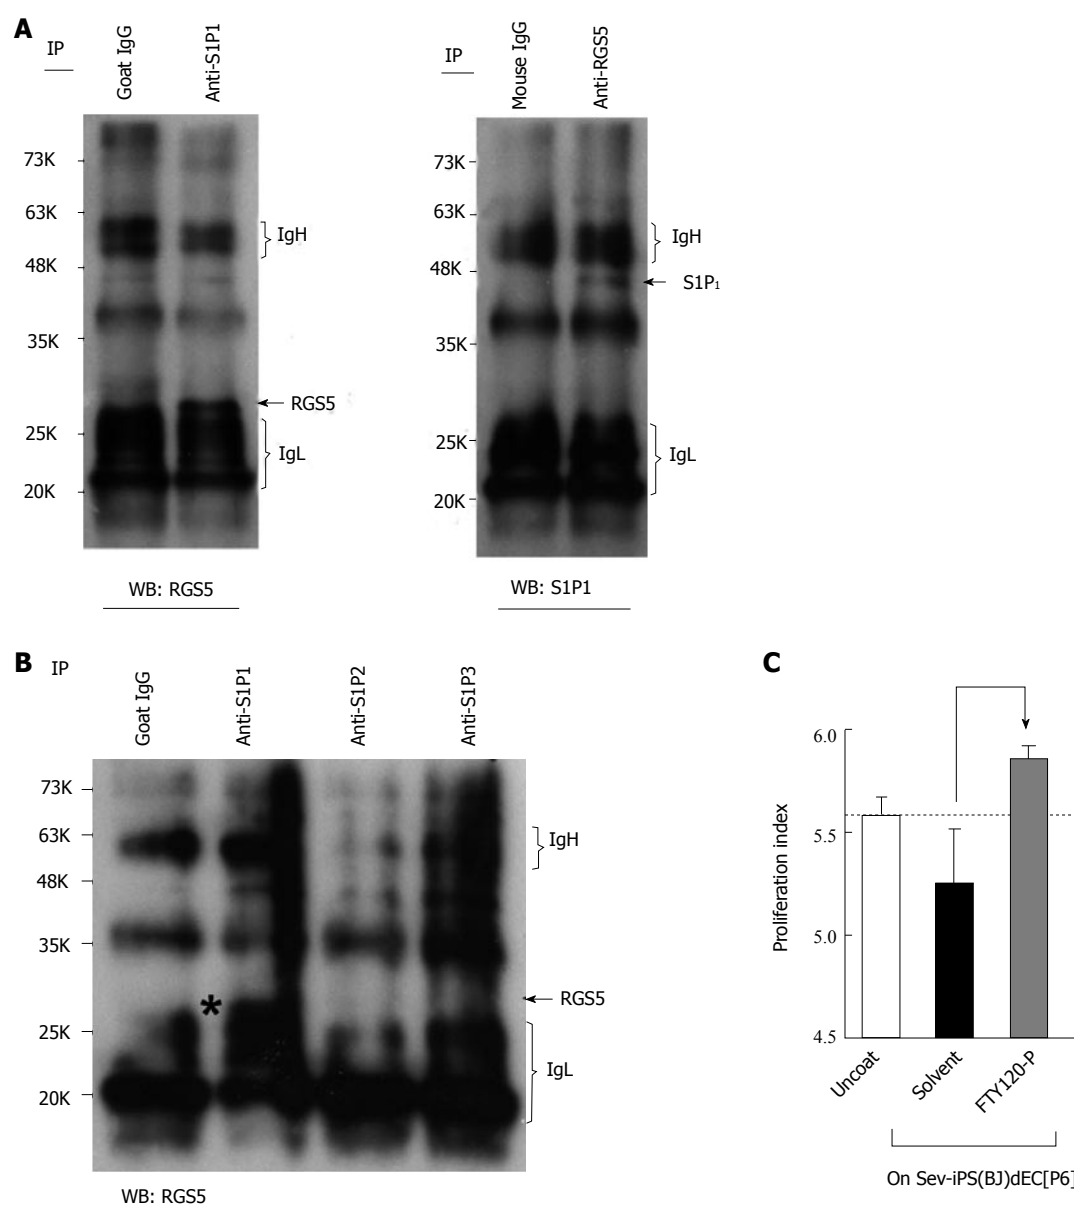 A
IP
Goat IgG
Anti-S1P1
73K
63K
48K
35K
25K
20K
IgH
RGS5
IgL
WB: RGS5
IP
Mouse IgG
Anti-RGS5
73K
63K
48K
35K
25K
20K
IgH
S1P₁
IgL
WB: S1P1
B
IP
Goat IgG
Anti-S1P1
Anti-S1P2
Anti-S1P3
73K
63K
48K
35K
25K
20K
*
IgH
RGS5
IgL
WB: RGS5
C
Proliferation index
6.0
5.5
5.0
4.5
Uncoat
Solvent
FTY120-P
On Sev-iPS(BJ)dEC[P6]